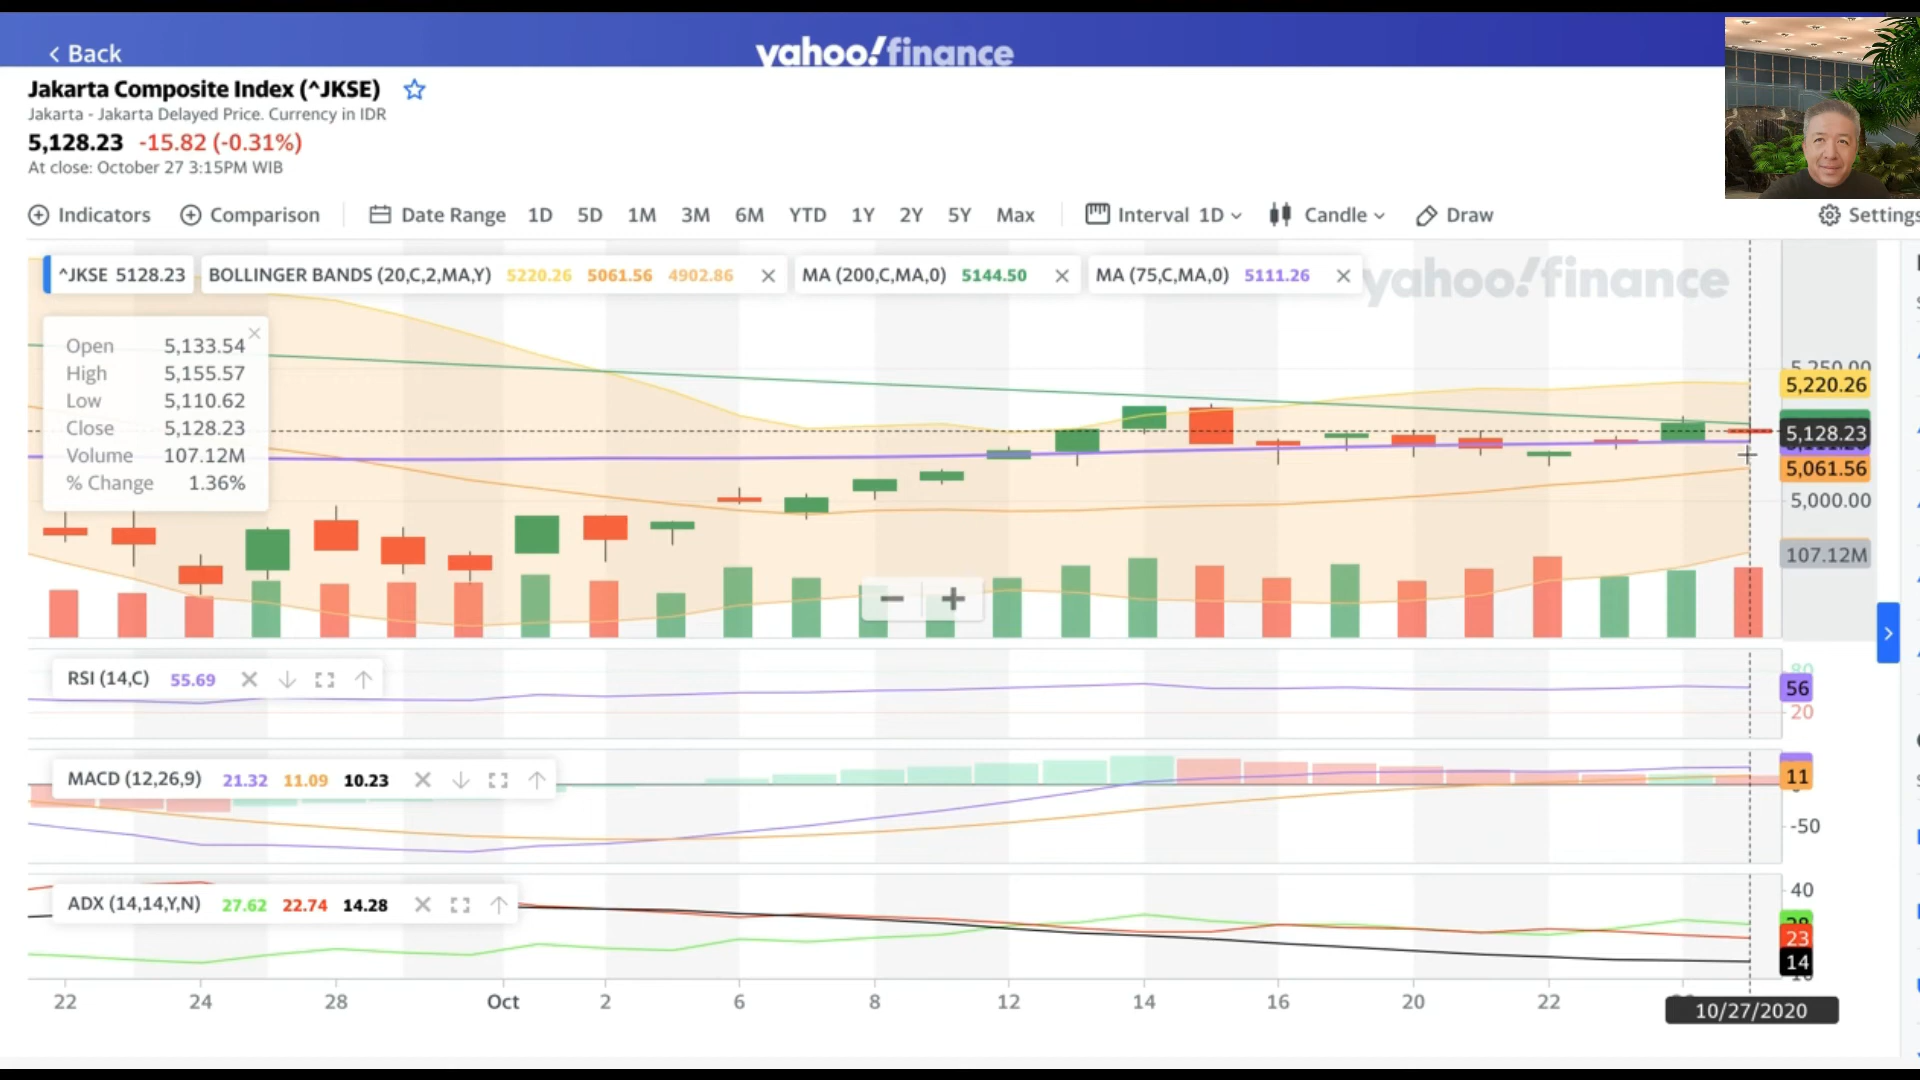 Back
yahoo!finance
Jakarta Composite Index (^JKSE)
Jakarta - Jakarta Delayed Price. Currency in IDR
5,128.23 -15.82 (-0.31%)
At close: October 27 3:15PM WIB
Indicators Comparison Date Range 1D 5D 1M 3M 6M YTD 1Y 2Y 5Y Max Interval 1D Candle Draw Settings
^JKSE 5128.23 BOLLINGER BANDS (20,C,2,MA,Y) 5220.26 5061.56 4902.86 MA (200,C,MA,0) 5144.50 MA (75,C,MA,0) 5111.26
yahoo!finance
Open 5,133.54
High 5,155.57
Low 5,110.62
Close 5,128.23
Volume 107.12M
% Change 1.36%
5,250.00
5,220.26
5,128.23
5,061.56
5,000.00
107.12M
RSI (14,C) 55.69
80
56
20
MACD (12,26,9) 21.32 11.09 10.23
11
-50
ADX (14,14,Y,N) 27.62 22.74 14.28
40
28
23
14
22 24 28 Oct 2 6 8 12 14 16 20 22
10/27/2020